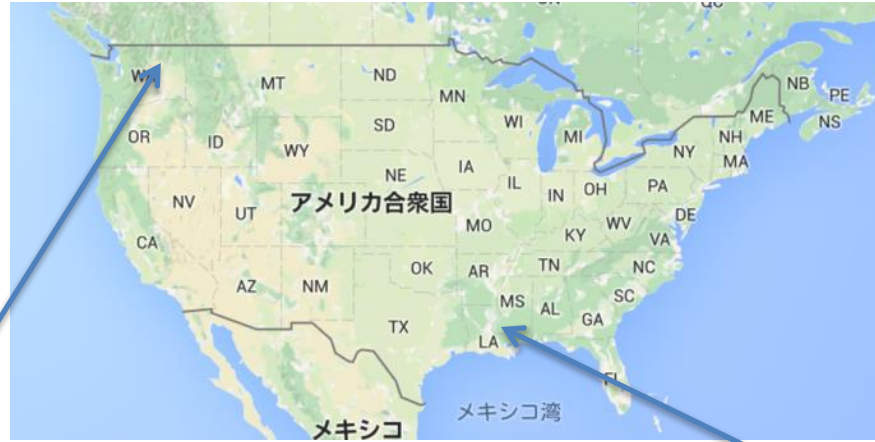 QC
WA
MT
ND
MN
NB
PE
ME
NS
OR
ID
SD
WI
MI
NH
NY
MA
WY
IA
NE
IL
IN
OH
PA
NV
UT
アメリカ合衆国
MO
WV
DE
CA
KY
VA
AZ
NM
OK
AR
TN
NC
MS
AL
SC
GA
TX
LA
FL
メキシコ湾
メキシコ